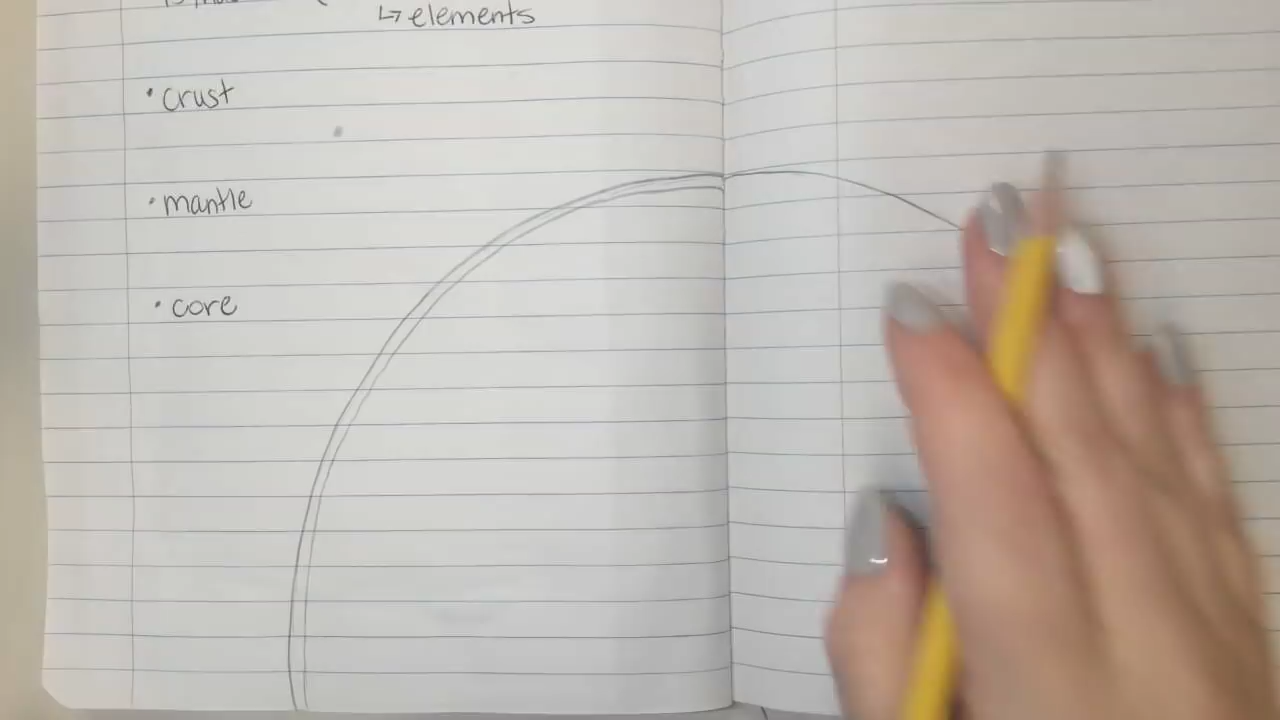 ↳ elements
• crust
• mantle
• core